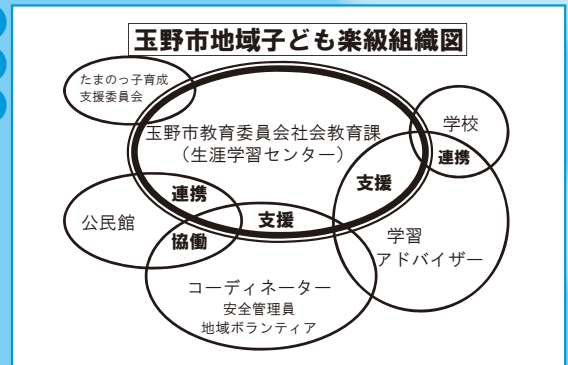 玉野市地域子ども楽級組織図
たまのっ子育成
支援委員会
玉野市教育委員会社会教育課
（生涯学習センター）
学校
連携
支援
連携
公民館
支援
協働
学習
アドバイザー
コーディネーター
安全管理員
地域ボランティア